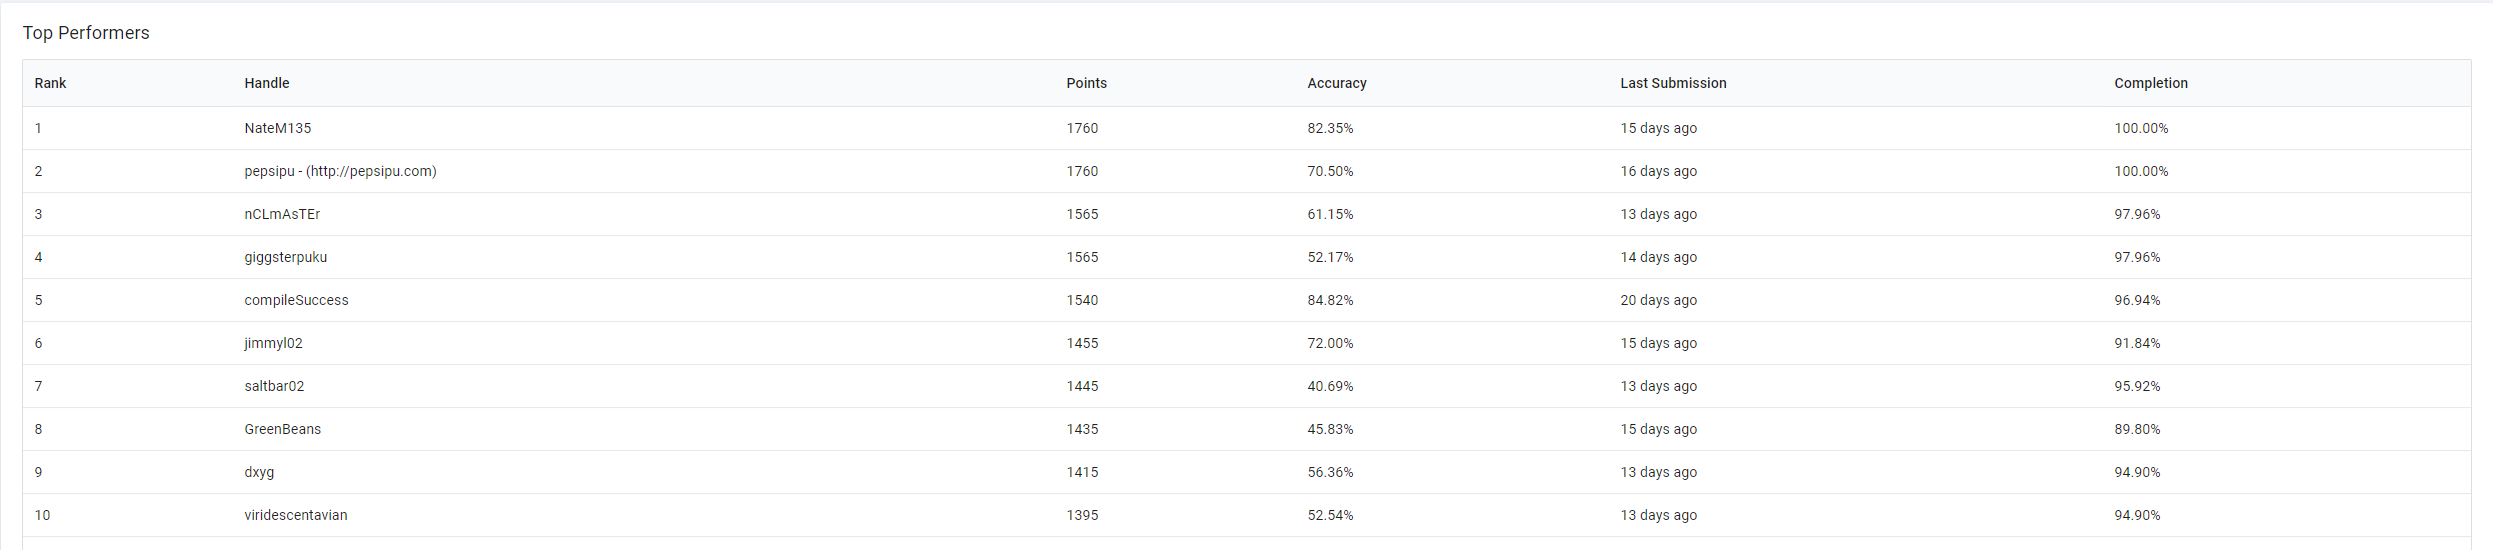 Top Performers
Rank Handle Points Accuracy Last Submission Completion
1 NateM135 1760 82.35% 15 days ago 100.00%
2 pepsipu - (http://pepsipu.com) 1760 70.50% 16 days ago 100.00%
3 nCLmAsTEr 1565 61.15% 13 days ago 97.96%
4 giggsterpuku 1565 52.17% 14 days ago 97.96%
5 compileSuccess 1540 84.82% 20 days ago 96.94%
6 jimmyl02 1455 72.00% 15 days ago 91.84%
7 saltbar02 1445 40.69% 13 days ago 95.92%
8 GreenBeans 1435 45.83% 15 days ago 89.80%
9 dxyg 1415 56.36% 13 days ago 94.90%
10 viridescentavian 1395 52.54% 13 days ago 94.90%